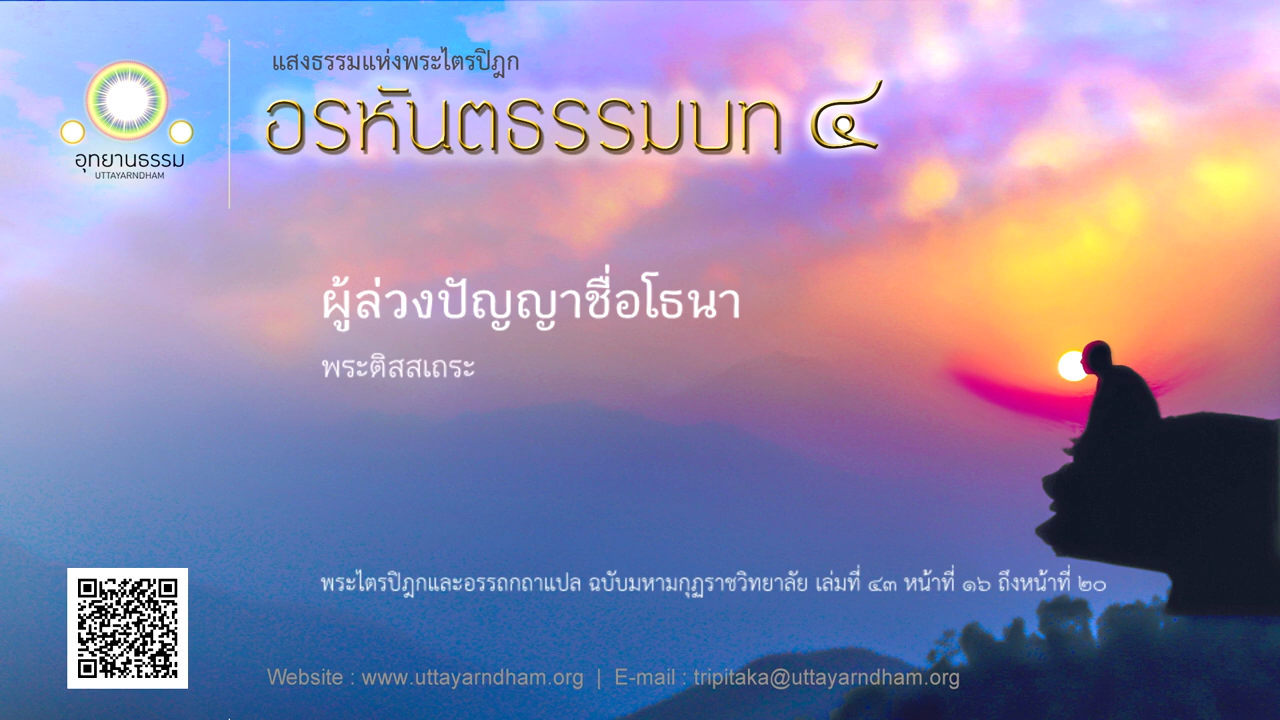 แสงธรรมแห่งพระไตรปิฎก
อรหันตธรรมบท ๔
อุทยานธรรม
UTTAYARNDHAM
ผู้ล่วงปัญญาชื่อโธนา
พระติสสเถระ
พระไตรปิฎกและอรรถกถาแปล ฉบับมหามกุฏราชวิทยาลัย เล่มที่ ๔๓ หน้าที่ ๑๖ ถึงหน้าที่ ๒๐
Website : www.uttayarndham.org | E-mail : tripitaka@uttayarndham.org